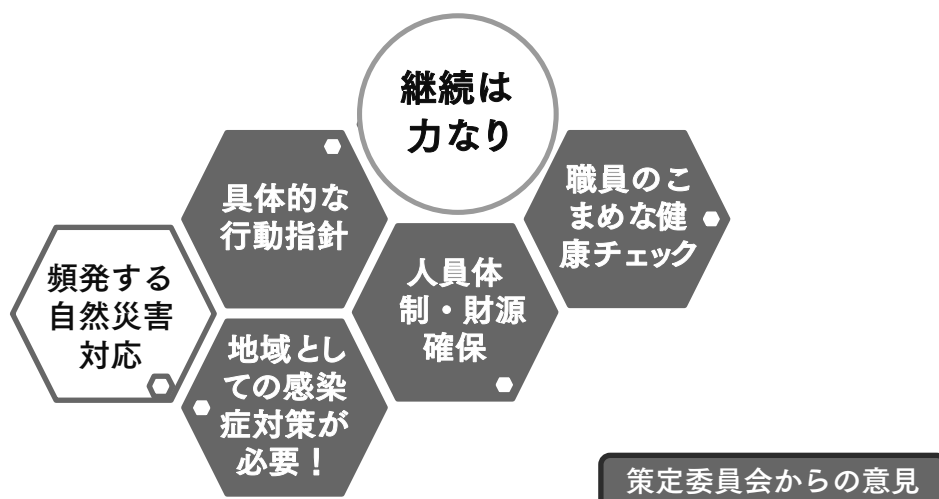 継続は
力なり
具体的な
行動指針
職員のこ
まめな健
康チェック
頻発する
自然災害
対応
人員体
制・財源
確保
地域とし
ての感染
症対策が
必要！
策定委員会からの意見